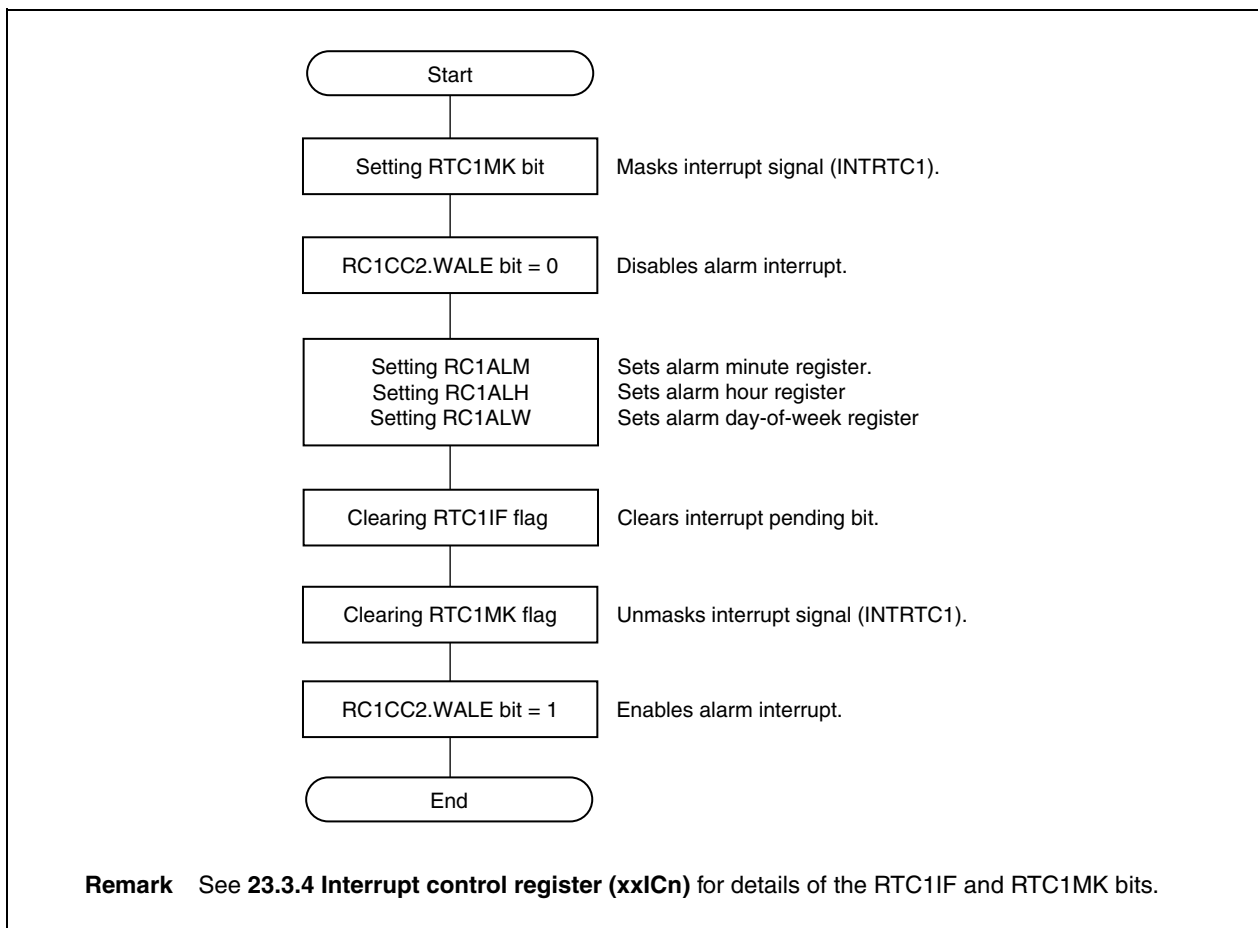 Start
Setting RTC1MK bit
Masks interrupt signal (INTRTC1).
RC1CC2.WALE bit = 0
Disables alarm interrupt.
Setting RC1ALM
Sets alarm minute register.
Setting RC1ALH
Sets alarm hour register
Setting RC1ALW
Sets alarm day-of-week register
Clearing RTC1IF flag
Clears interrupt pending bit.
Clearing RTC1MK flag
Unmasks interrupt signal (INTRTC1).
RC1CC2.WALE bit = 1
Enables alarm interrupt.
End
Remark See 23.3.4 Interrupt control register (xxICn) for details of the RTC1IF and RTC1MK bits.